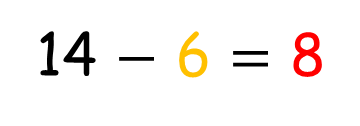 14 – 6 = 8